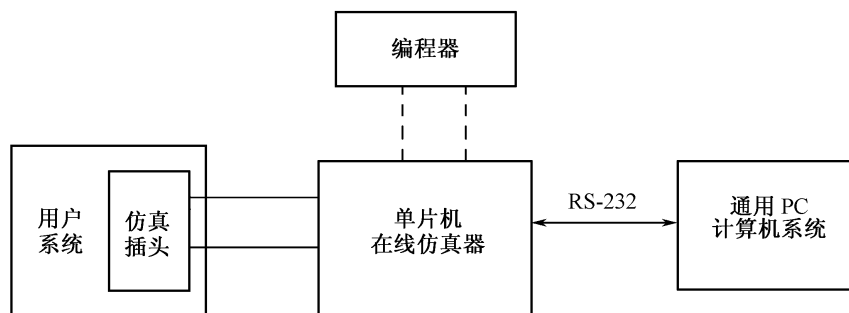 编程器
用户
系统
仿真
插头
单片机
在线仿真器
RS-232
通用 PC
计算机系统